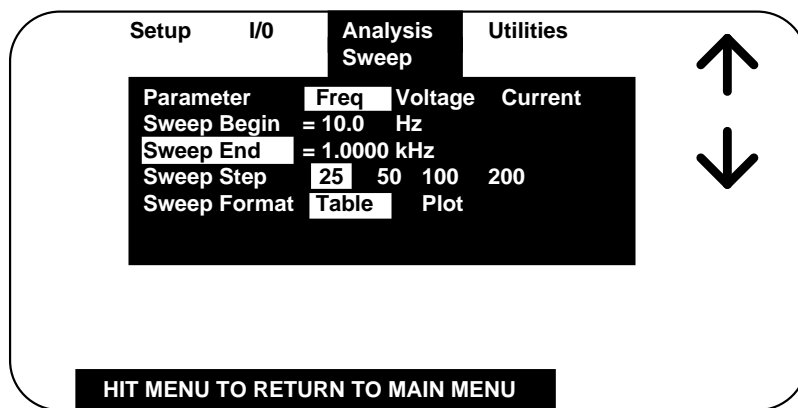 Setup I/0 Analysis Utilities
Sweep
Parameter Freq Voltage Current
Sweep Begin = 10.0 Hz
Sweep End = 1.0000 kHz
Sweep Step 25 50 100 200
Sweep Format Table Plot
HIT MENU TO RETURN TO MAIN MENU